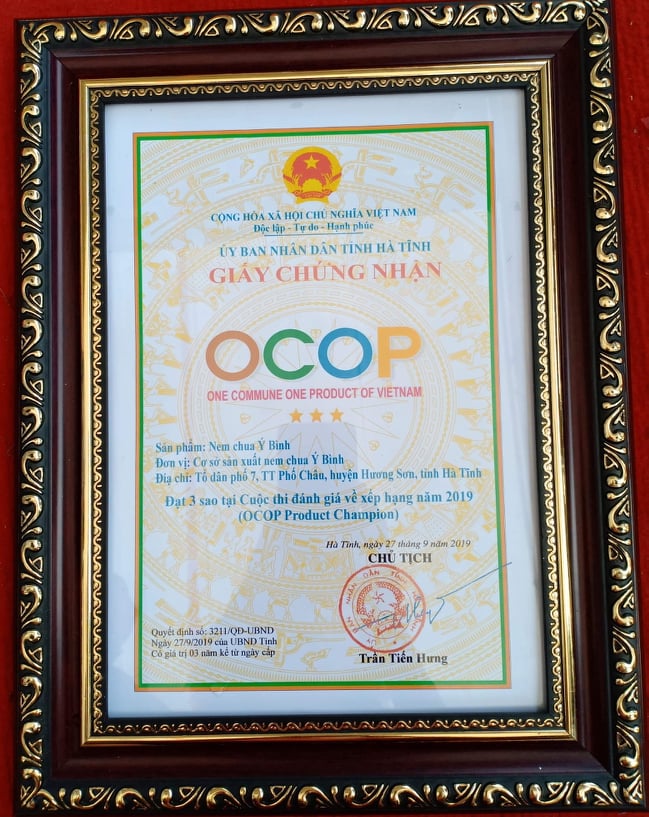 CỘNG HÒA XÃ HỘI CHỦ NGHĨA VIỆT NAM
Độc lập - Tự do - Hạnh phúc
ỦY BAN NHÂN DÂN TỈNH HÀ TĨNH
GIẤY CHỨNG NHẬN
OCOP
ONE COMMUNE ONE PRODUCT OF VIETNAM
Sản phẩm: Nem chua Ý Bình
Đơn vị: Cơ sở sản xuất nem chua Ý Bình
Địa chỉ: Tổ dân phố 7, TT Phố Châu, huyện Hương Sơn, tỉnh Hà Tĩnh
Đạt 3 sao tại Cuộc thi đánh giá về xếp hạng năm 2019
(OCOP Product Champion)
Hà Tĩnh, ngày 27 tháng 9 năm 2019
CHỦ TỊCH
Quyết định số: 3211/QĐ-UBND
Ngày 27/9/2019 của UBND Tỉnh
Có giá trị 03 năm kể từ ngày cấp
Trần Tiến Hưng